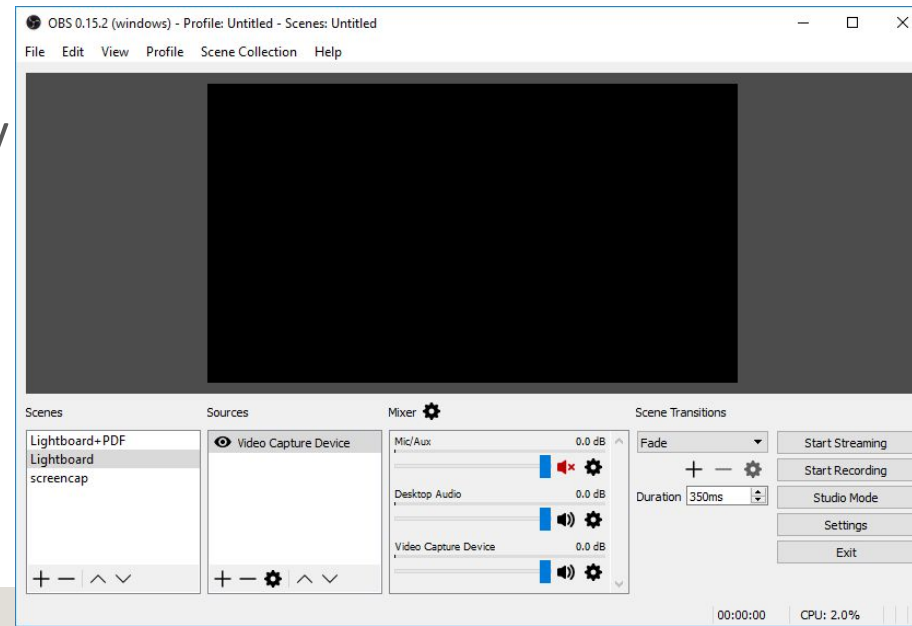 OBS 0.15.2 (windows) - Profile: Untitled - Scenes: Untitled
File Edit View Profile Scene Collection Help
y
Scenes
Lightboard+PDF
Lightboard
screencap
Sources
Video Capture Device
Mixer
Mic/Aux 0.0 dB
Desktop Audio 0.0 dB
Video Capture Device 0.0 dB
Scene Transitions
Fade
Duration 350ms
Start Streaming
Start Recording
Studio Mode
Settings
Exit
00:00:00 CPU: 2.0%